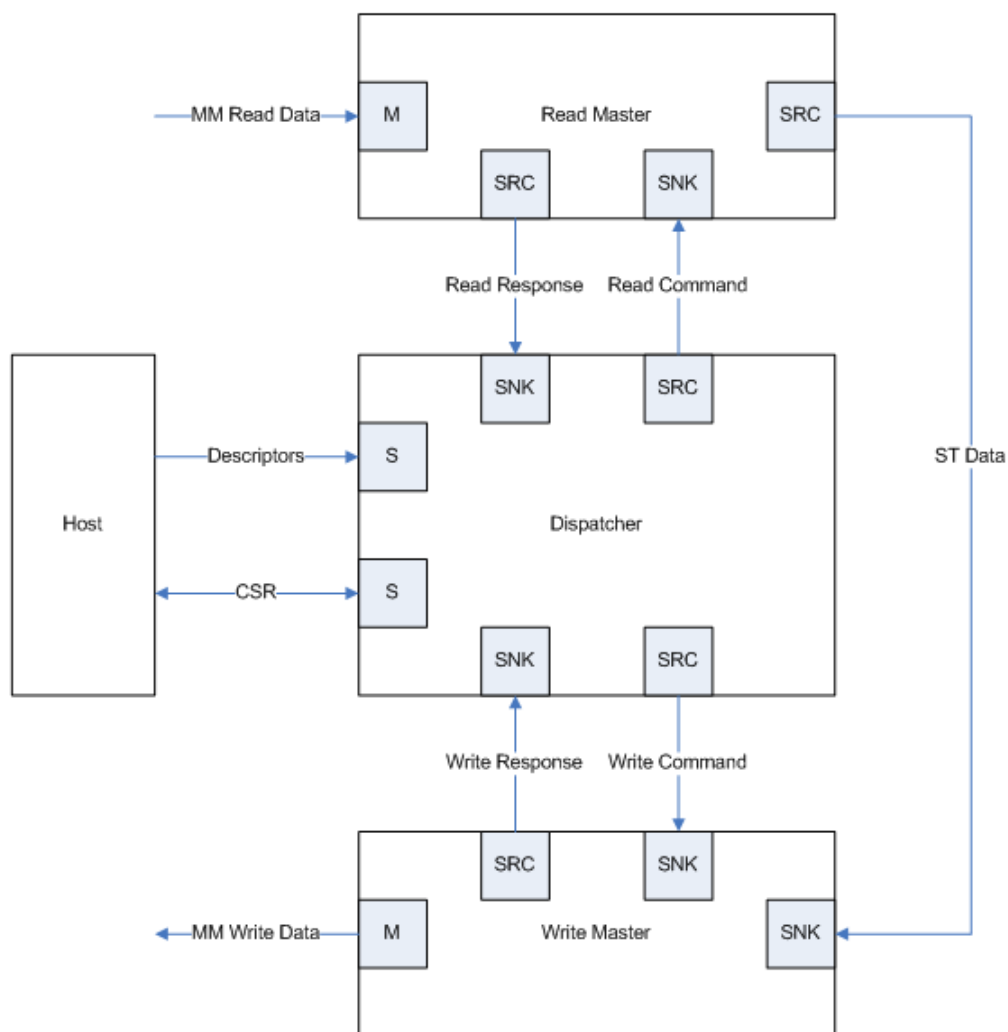 MM Read Data
M
Read Master
SRC
SRC
SNK
Read Response
Read Command
SNK
SRC
Descriptors
S
ST Data
Host
Dispatcher
CSR
S
SNK
SRC
Write Response
Write Command
SRC
SNK
MM Write Data
M
Write Master
SNK